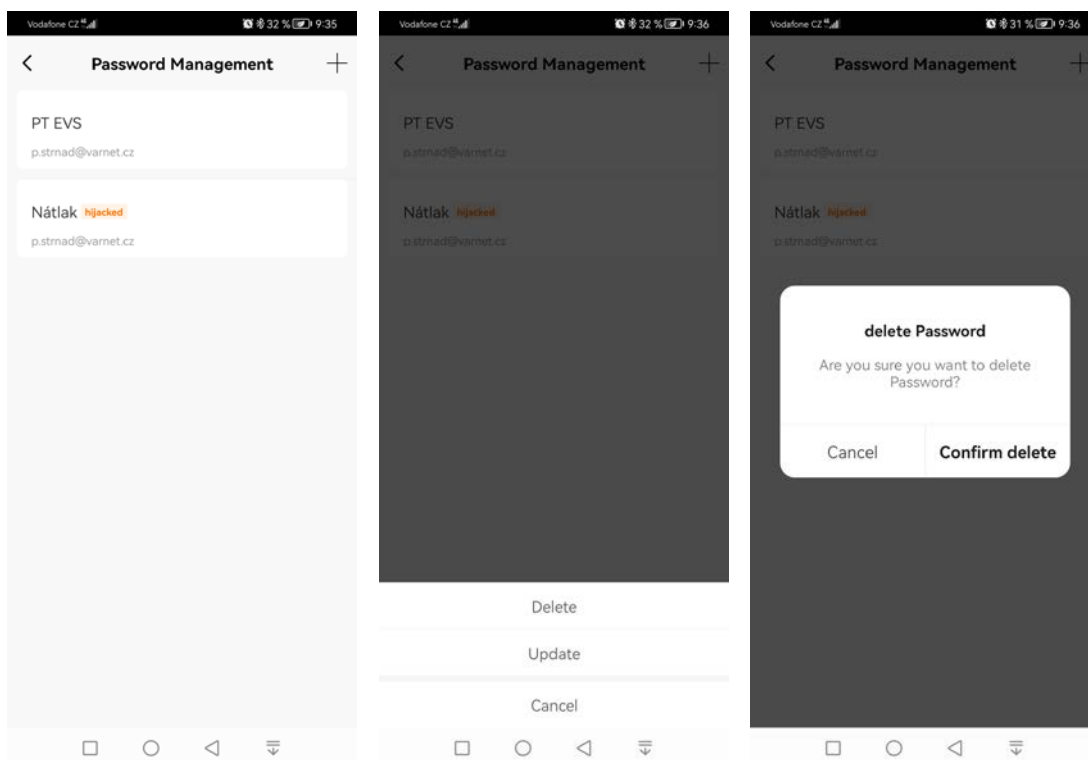 Vodafone CZ 32 % 9:35
Password Management
PT EVS
p.strnad@varnet.cz
Nátlak hijacked
p.strnad@varnet.cz
Vodafone CZ 32 % 9:36
Password Management
PT EVS
p.strnad@varnet.cz
Nátlak hijacked
p.strnad@varnet.cz
Delete
Update
Cancel
Vodafone CZ 31 % 9:36
Password Management
PT EVS
p.strnad@varnet.cz
Nátlak hijacked
p.strnad@varnet.cz
delete Password
Are you sure you want to delete
Password?
Cancel Confirm delete